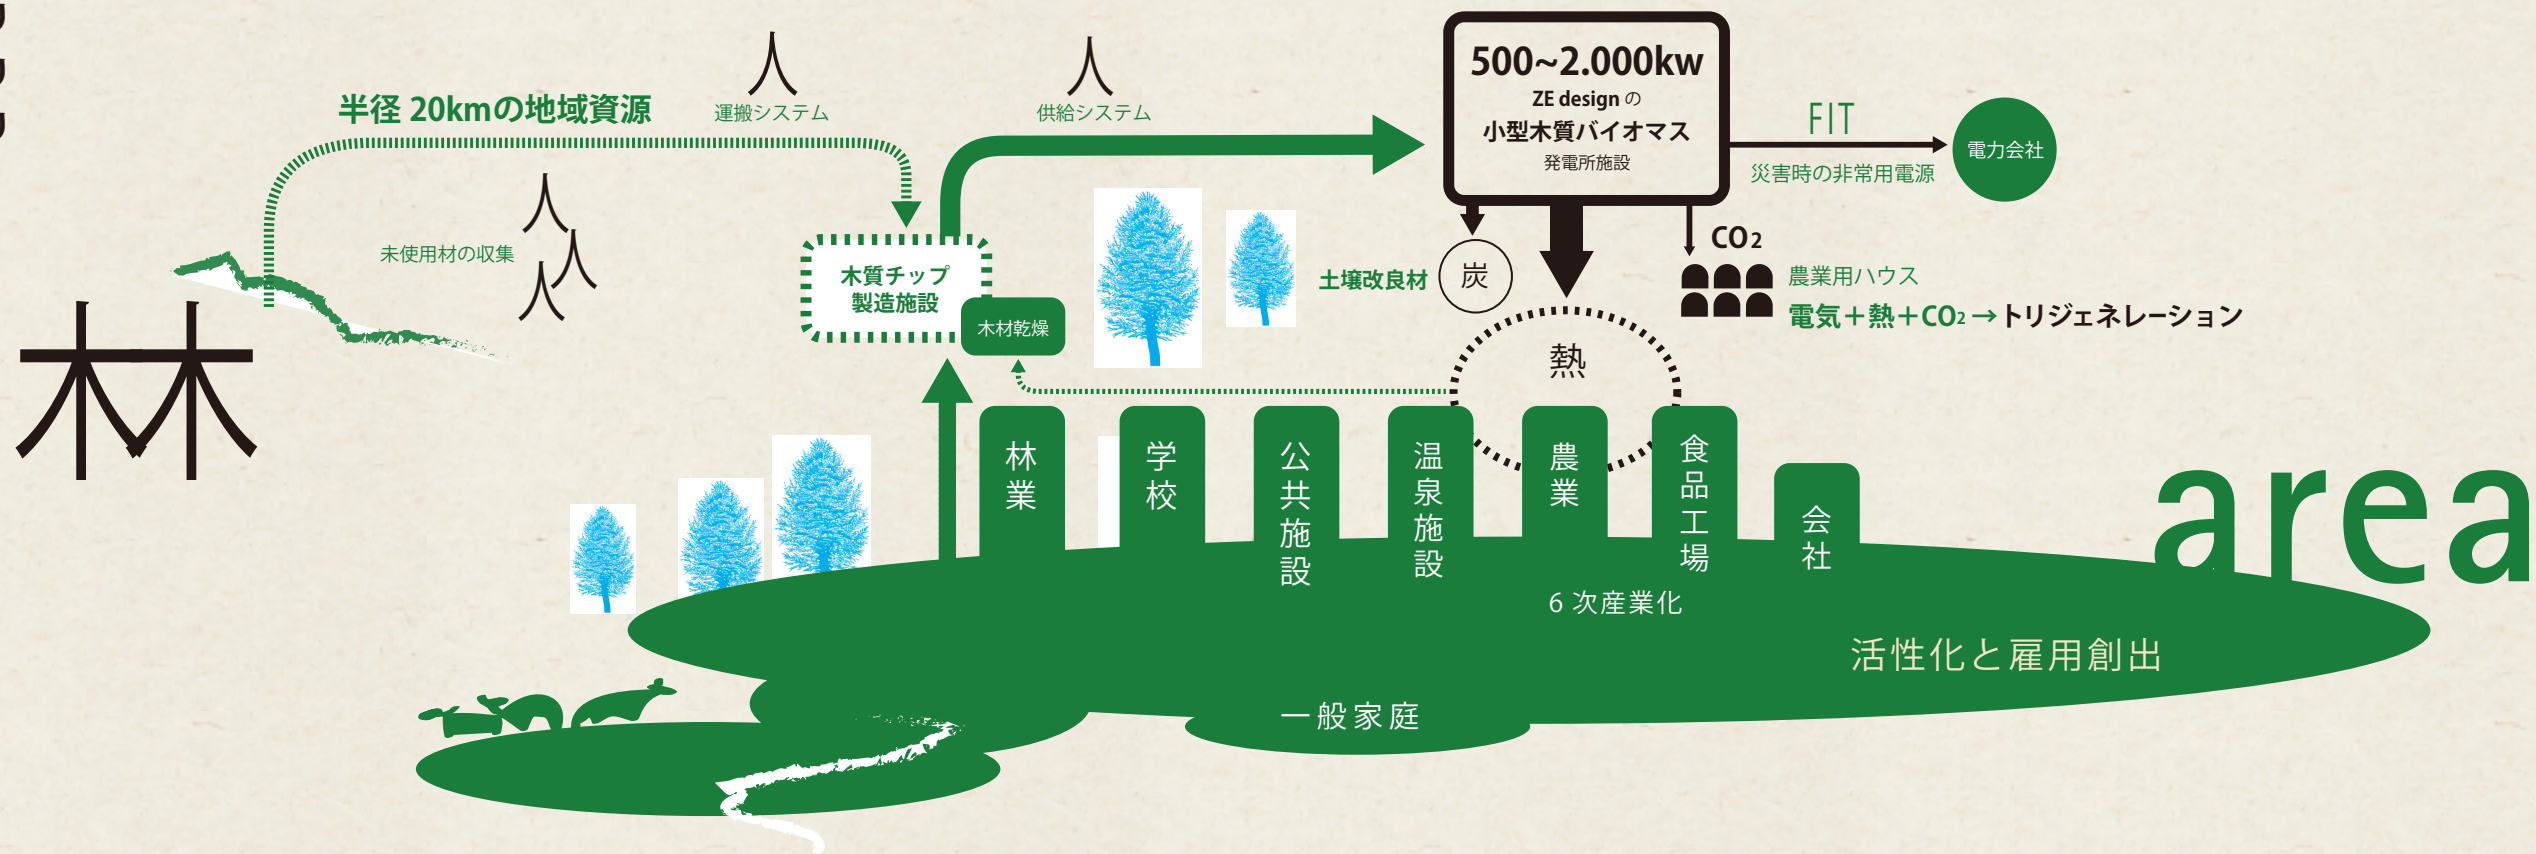 半径 20kmの地域資源
人
運搬システム
人
供給システム
500~2.000kw
ZE design の
小型木質バイオマス
発電所施設
FIT
災害時の非常用電源
電力会社
未使用材の収集
人
人
人
林
木質チップ
製造施設
木材乾燥
土壌改良材
炭
CO2
農業用ハウス
電気＋熱＋CO2→トリジェネレーション
熱
林業
学校
公共施設
温泉施設
農業
食品工場
会社
area
6 次産業化
活性化と雇用創出
一般家庭